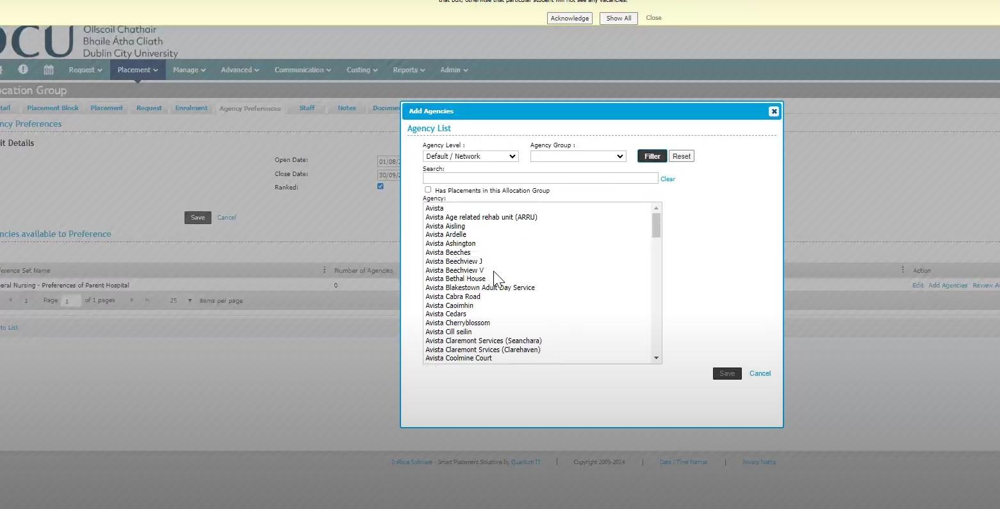 that box, otherwise that particular student will not see any vacancies.
Acknowledge Show All Close
DCU
Ollscoil Chathair
Bhaile Átha Cliath
Dublin City University
Request Placement Manage Advanced Communication Costing Reports Admin
ocation Group
tail Placement Block Placement Request Enrolment Agency Preferences Staff Notes Documen
ncy Preferences
it Details
Open Date: 01/08/2
Close Date: 30/09/2
Ranked:
Save Cancel
ncies available to Preference
erence Set Name Number of Agencies Action
eral Nursing - Preferences of Parent Hospital 0 Edit Add Agencies Review A
1 Page 1 of 1 pages 25 items per page
to List
Add Agencies
Agency List
Agency Level : Agency Group :
Default / Network Filter Reset
Search:
Clear
Has Placements in this Allocation Group
Agency:
Avista
Avista Age related rehab unit (ARRU)
Avista Aisling
Avista Ardelle
Avista Ashington
Avista Beeches
Avista Beechview J
Avista Beechview V
Avista Bethal House
Avista Blakestown Adult Day Service
Avista Cabra Road
Avista Caoimhin
Avista Cedars
Avista Cherryblossom
Avista Cill seilin
Avista Claremont Services (Seanchara)
Avista Claremont Srvices (Clarehaven)
Avista Coolmine Court
Save Cancel
InPlace Software - Smart Placement Solutions by Quantum IT | Copyright 2009-2024 | Date / Time Format | Privacy Notice